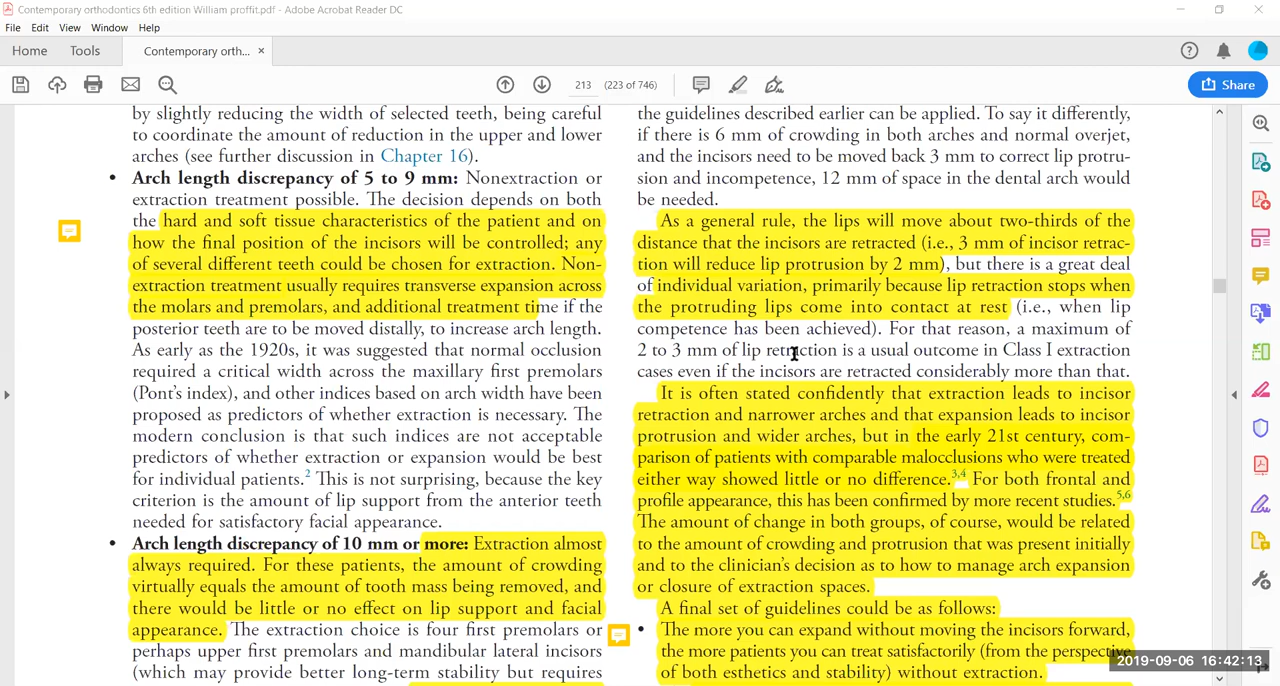 Contemporary orthodontics 6th edition William proffit.pdf - Adobe Acrobat Reader DC
File Edit View Window Help
Home Tools Contemporary orth... ×
213 (223 of 746)
Share
by slightly reducing the width of selected teeth, being careful
to coordinate the amount of reduction in the upper and lower
arches (see further discussion in Chapter 16).
• Arch length discrepancy of 5 to 9 mm: Nonextraction or
extraction treatment possible. The decision depends on both
the hard and soft tissue characteristics of the patient and on
how the final position of the incisors will be controlled; any
of several different teeth could be chosen for extraction. Non-
extraction treatment usually requires transverse expansion across
the molars and premolars, and additional treatment time if the
posterior teeth are to be moved distally, to increase arch length.
As early as the 1920s, it was suggested that normal occlusion
required a critical width across the maxillary first premolars
(Pont's index), and other indices based on arch width have been
proposed as predictors of whether extraction is necessary. The
modern conclusion is that such indices are not acceptable
predictors of whether extraction or expansion would be best
for individual patients.2 This is not surprising, because the key
criterion is the amount of lip support from the anterior teeth
needed for satisfactory facial appearance.
• Arch length discrepancy of 10 mm or more: Extraction almost
always required. For these patients, the amount of crowding
virtually equals the amount of tooth mass being removed, and
there would be little or no effect on lip support and facial
appearance. The extraction choice is four first premolars or
perhaps upper first premolars and mandibular lateral incisors
(which may provide better long-term stability but requires
the guidelines described earlier can be applied. To say it differently,
if there is 6 mm of crowding in both arches and normal overjet,
and the incisors need to be moved back 3 mm to correct lip protru-
sion and incompetence, 12 mm of space in the dental arch would
be needed.
As a general rule, the lips will move about two-thirds of the
distance that the incisors are retracted (i.e., 3 mm of incisor retrac-
tion will reduce lip protrusion by 2 mm), but there is a great deal
of individual variation, primarily because lip retraction stops when
the protruding lips come into contact at rest (i.e., when lip
competence has been achieved). For that reason, a maximum of
2 to 3 mm of lip retraction is a usual outcome in Class I extraction
cases even if the incisors are retracted considerably more than that.
It is often stated confidently that extraction leads to incisor
retraction and narrower arches and that expansion leads to incisor
protrusion and wider arches, but in the early 21st century, com-
parison of patients with comparable malocclusions who were treated
either way showed little or no difference.3,4 For both frontal and
profile appearance, this has been confirmed by more recent studies.5,6
The amount of change in both groups, of course, would be related
to the amount of crowding and protrusion that was present initially
and to the clinician's decision as to how to manage arch expansion
or closure of extraction spaces.
A final set of guidelines could be as follows:
• The more you can expand without moving the incisors forward,
the more patients you can treat satisfactorily (from the perspective
of both esthetics and stability) without extraction.
2019-09-06 16:42:13